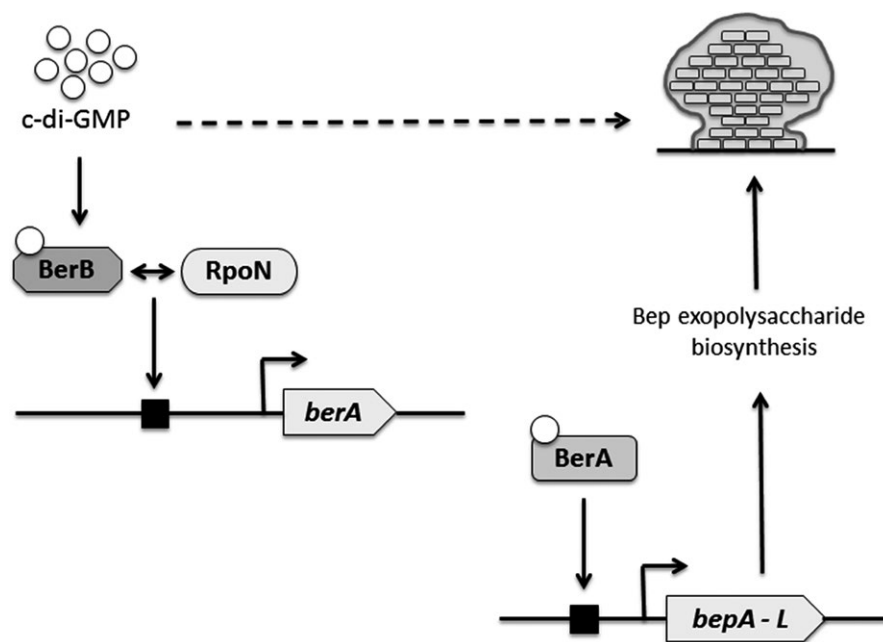 c-di-GMP
BerB
RpoN
berA
Bep exopolysaccharide
biosynthesis
BerA
bepA - L